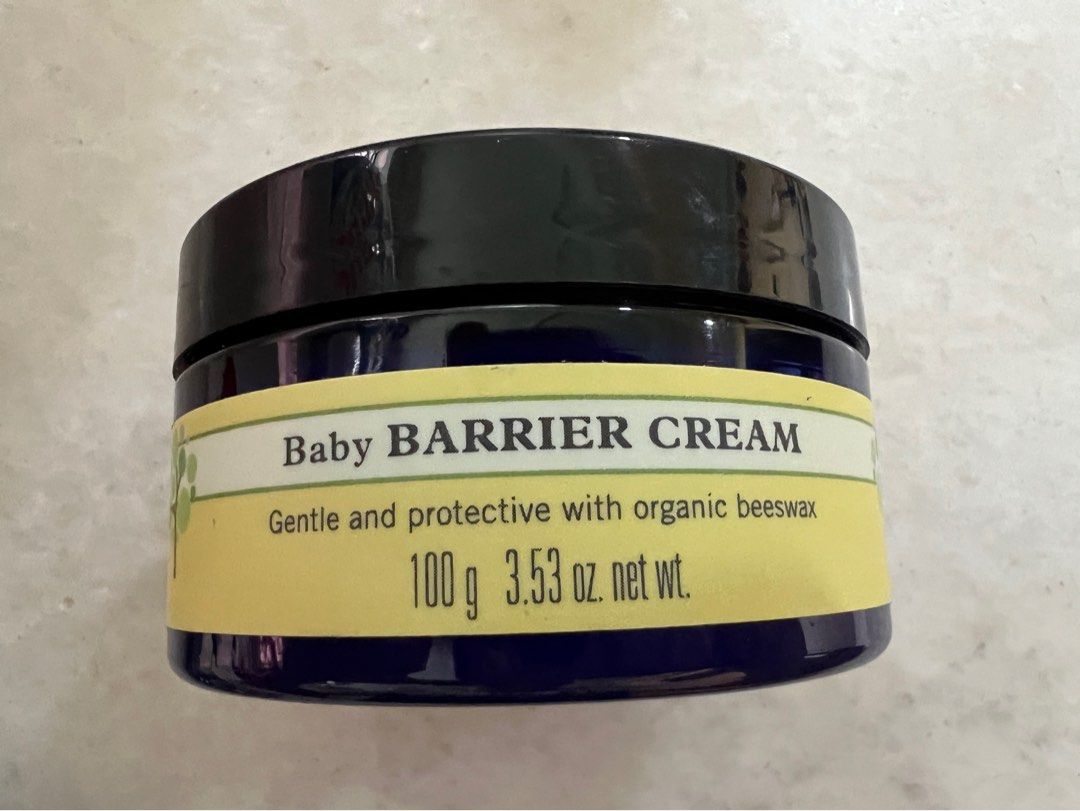 Baby BARRIER CREAM
Gentle and protective with organic beeswax
100 g 3.53 oz. net wt.